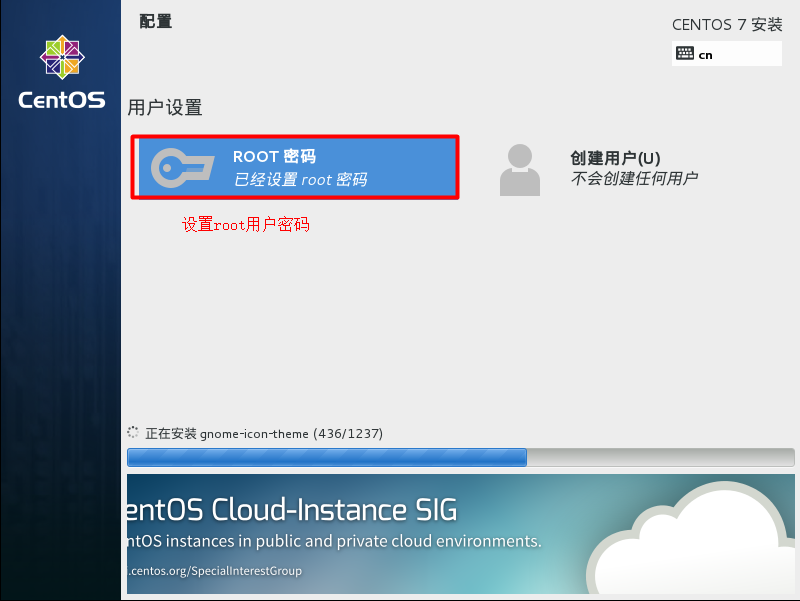 配置
CENTOS 7 安装
cn
CentOS
用户设置
ROOT 密码
已经设置 root 密码
创建用户(U)
不会创建任何用户
设置root用户密码
正在安装 gnome-icon-theme (436/1237)
entOS Cloud-Instance SIG
ntOS instances in public and private cloud environments.
.centos.org/SpecialInterestGroup